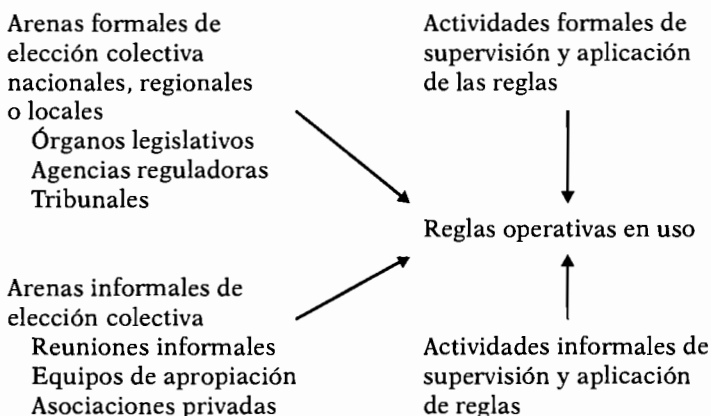 Arenas formales de
elección colectiva
nacionales, regionales
o locales
Órganos legislativos
Agencias reguladoras
Tribunales
Actividades formales de
supervisión y aplicación
de las reglas
Reglas operativas en uso
Arenas informales de
elección colectiva
Reuniones informales
Equipos de apropiación
Asociaciones privadas
Actividades informales de
supervisión y aplicación
de reglas